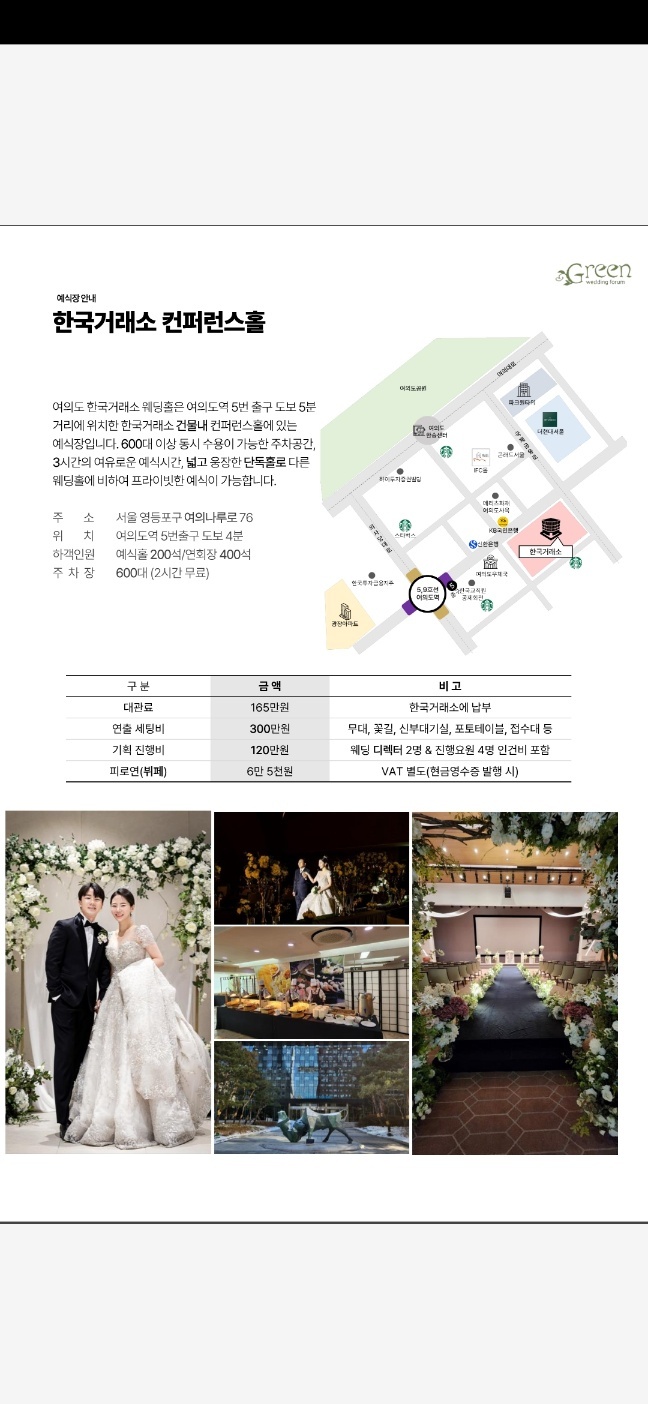 Green
wedding forum
예식장 안내
한국거래소 컨퍼런스홀
여의도 한국거래소 웨딩홀은 여의도역 5번 출구 도보 5분
거리에 위치한 한국거래소 건물내 컨퍼런스홀에 있는
예식장입니다. 600대 이상 동시 수용이 가능한 주차공간,
3시간의 여유로운 예식시간, 넓고 웅장한 단독홀로 다른
웨딩홀에 비하여 프라이빗한 예식이 가능합니다.
주 소 서울 영등포구 여의나루로 76
위 치 여의도역 5번출구 도보 4분
하객인원 예식홀 200석/연회장 400석
주 차 장 600대 (2시간 무료)
여의도공원
여의대로
파크원타워
더현대서울
여의도
환승센터
콘래드서울
IFC몰
하이투자증권빌딩
메리츠화재
여의도사옥
스타벅스
KB국민은행
신한은행
한국거래소
여의도우체국
한국투자금융지주
5,9호선
여의도역
5
한국교직원
공제회관
광장아파트
구 분 금 액 비 고
대관료 165만원 한국거래소에 납부
연출 세팅비 300만원 무대, 꽃길, 신부대기실, 포토테이블, 접수대 등
기획 진행비 120만원 웨딩 디렉터 2명 & 진행요원 4명 인건비 포함
피로연(뷔페) 6만 5천원 VAT 별도(현금영수증 발행 시)